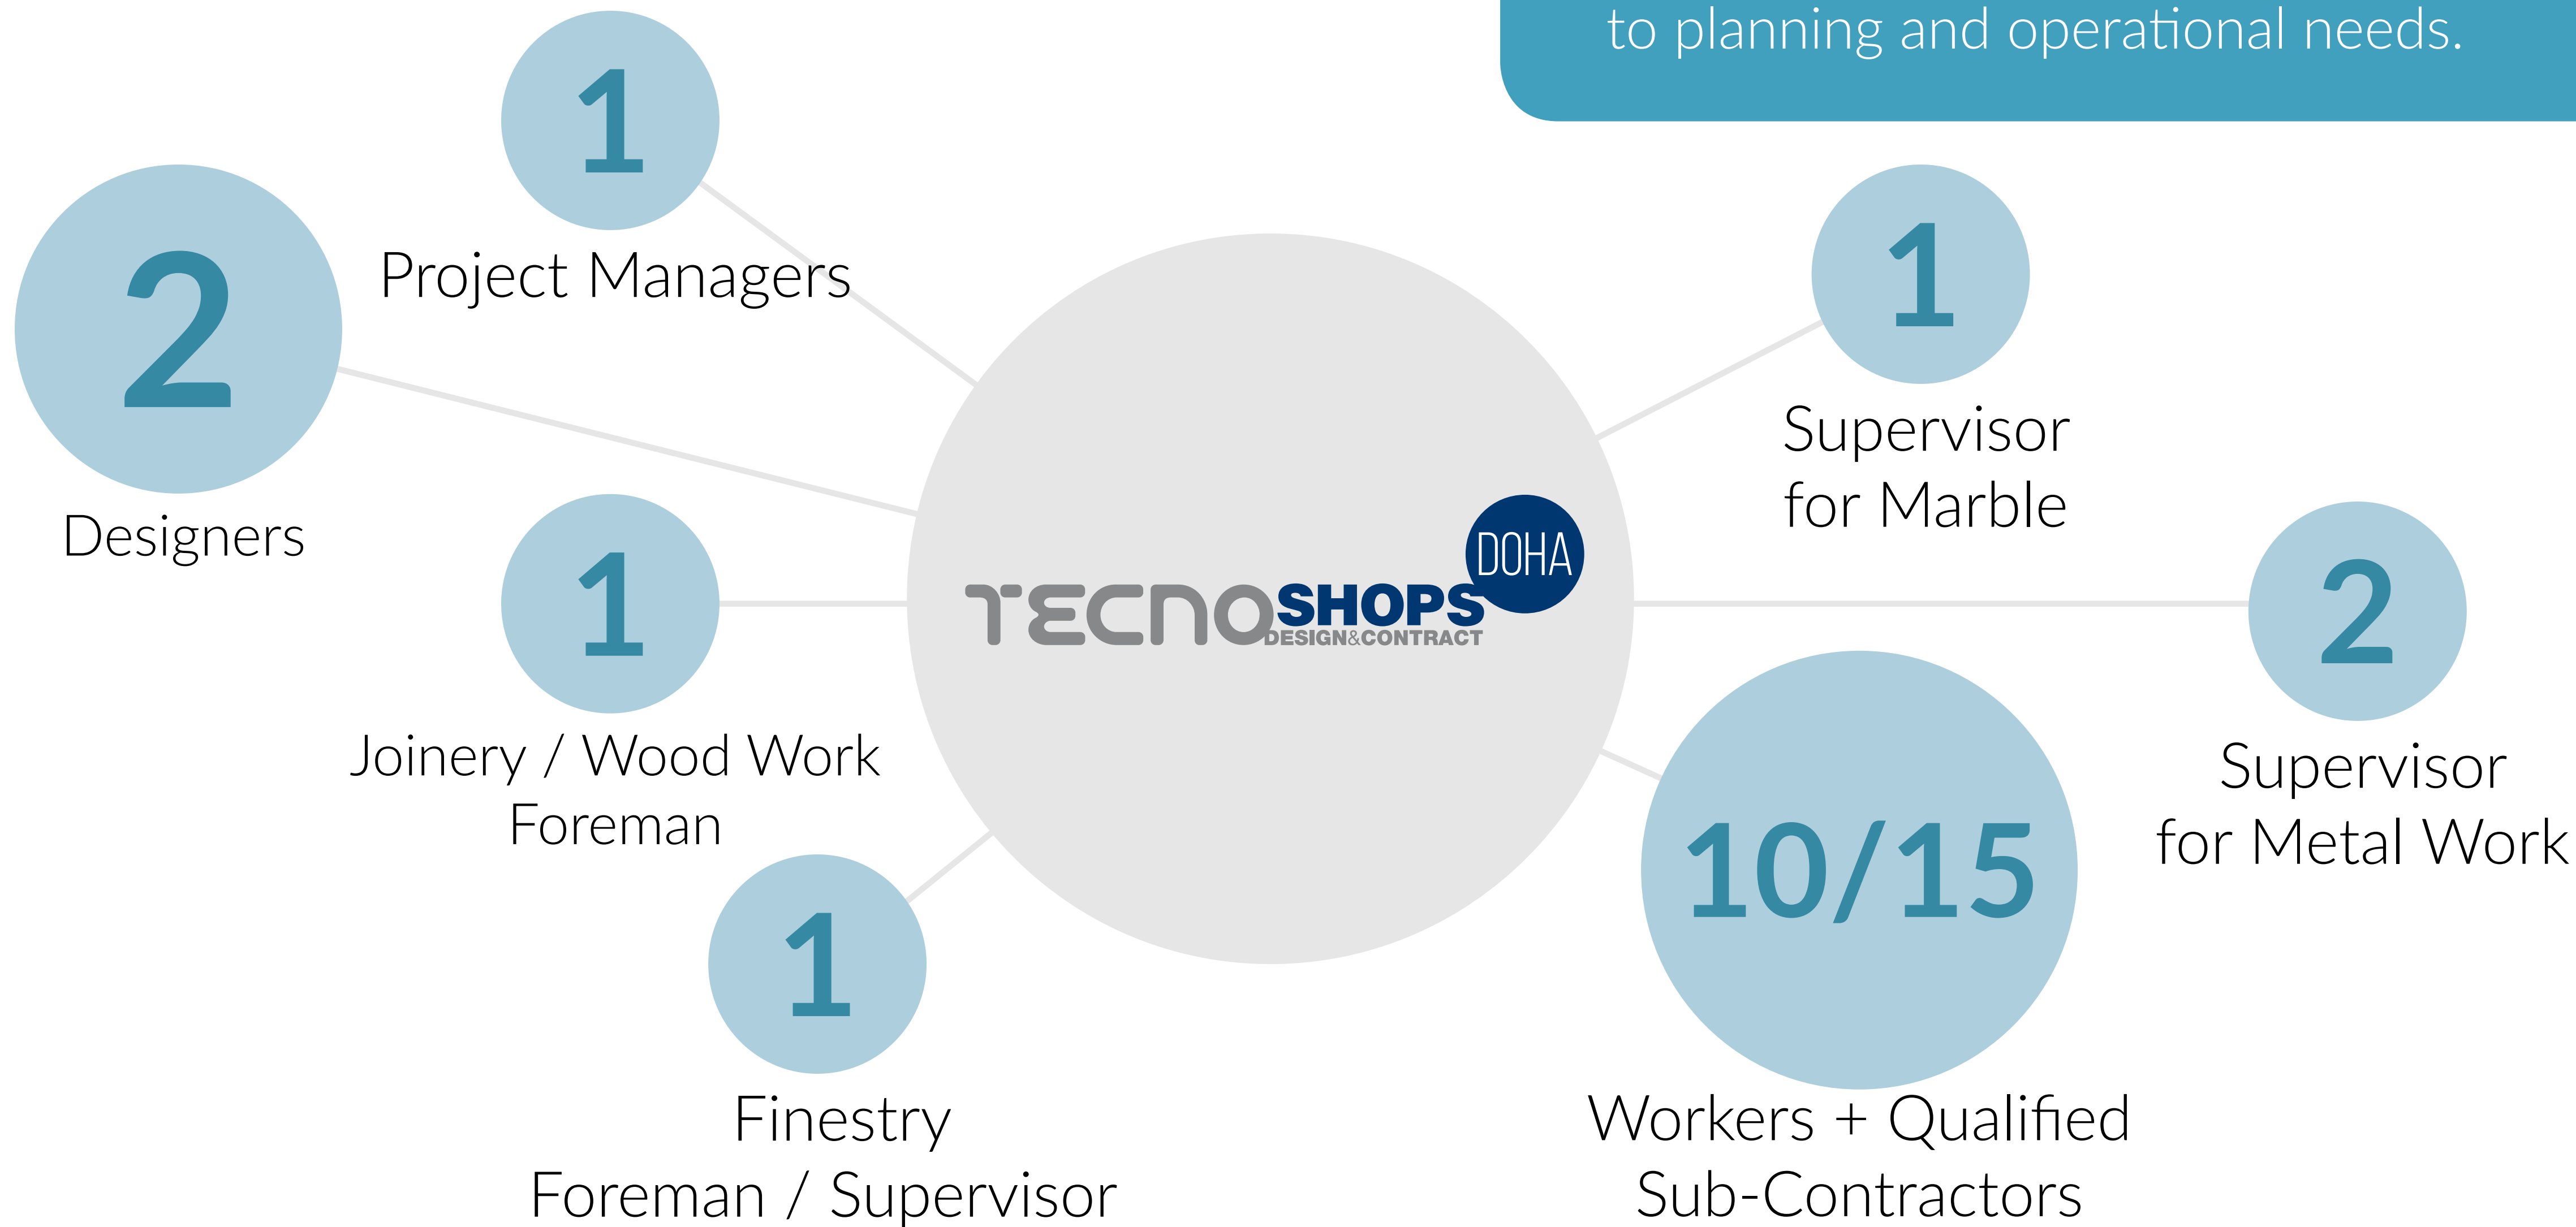 to planning and operational needs.
1
Project Managers
2
Designers
1
Joinery / Wood Work
Foreman
1
Finestry
Foreman / Supervisor
TECNOSHOPS
DESIGN&CONTRACT
DOHA
1
Supervisor
for Marble
2
Supervisor
for Metal Work
10/15
Workers + Qualified
Sub-Contractors